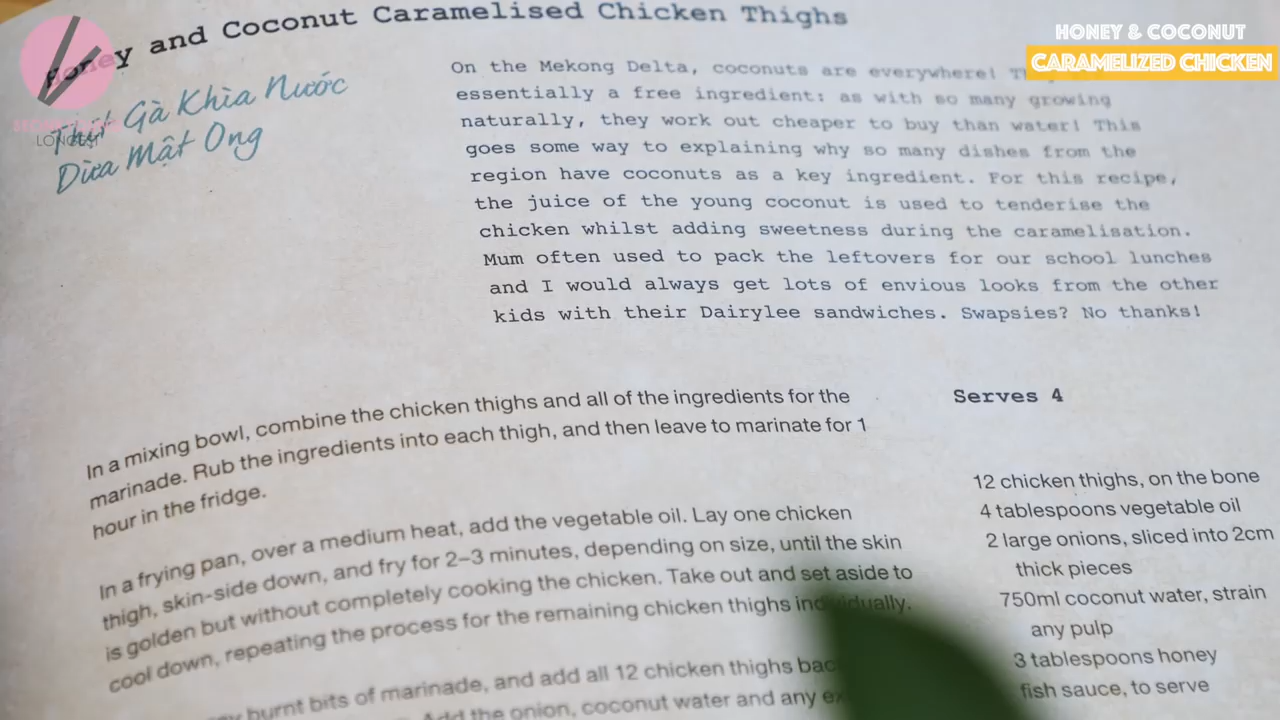 Honey and Coconut Caramelised Chicken Thighs
Thịt Gà Khìa Nước
Dừa Mật Ong
HONEY & COCONUT
CARAMELIZED CHICKEN
LONGEST
On the Mekong Delta, coconuts are everywhere!
essentially a free ingredient: as with so many growing
naturally, they work out cheaper to buy than water! This
goes some way to explaining why so many dishes from the
region have coconuts as a key ingredient. For this recipe,
the juice of the young coconut is used to tenderise the
chicken whilst adding sweetness during the caramelisation.
Mum often used to pack the leftovers for our school lunches
and I would always get lots of envious looks from the other
kids with their Dairylee sandwiches. Swapsies? No thanks!
In a mixing bowl, combine the chicken thighs and all of the ingredients for the
marinade. Rub the ingredients into each thigh, and then leave to marinate for 1
hour in the fridge.
In a frying pan, over a medium heat, add the vegetable oil. Lay one chicken
thigh, skin-side down, and fry for 2–3 minutes, depending on size, until the skin
is golden but without completely cooking the chicken. Take out and set aside to
cool down, repeating the process for the remaining chicken thighs individually.
burnt bits of marinade, and add all 12 chicken thighs
Add the onion, coconut water and any
Serves 4
12 chicken thighs, on the bone
4 tablespoons vegetable oil
2 large onions, sliced into 2cm
thick pieces
750ml coconut water, strain
any pulp
3 tablespoons honey
fish sauce, to serve